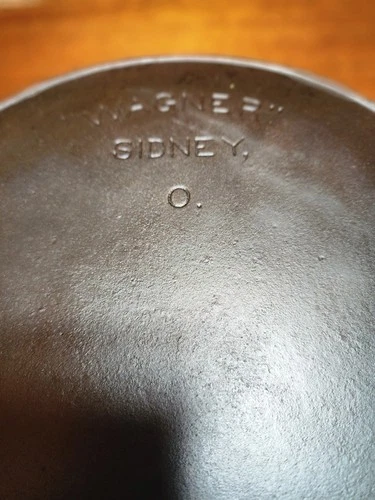 "WAGNER"
SIDNEY,
O.